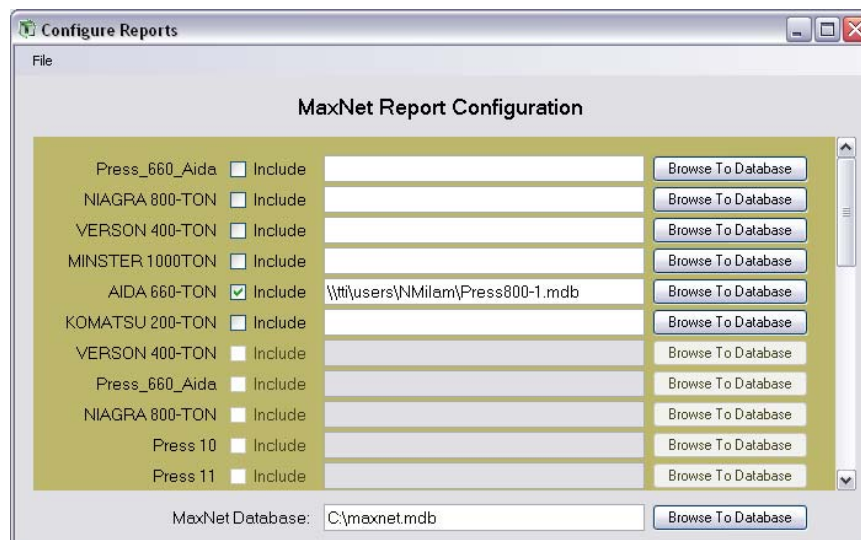 Configure Reports
File
MaxNet Report Configuration
Press_660_Aida Include Browse To Database
NIAGRA 800-TON Include Browse To Database
VERSON 400-TON Include Browse To Database
MINSTER 1000TON Include Browse To Database
AIDA 660-TON Include \\tti\users\NMilam\Press800-1.mdb Browse To Database
KOMATSU 200-TON Include Browse To Database
VERSON 400-TON Include Browse To Database
Press_660_Aida Include Browse To Database
NIAGRA 800-TON Include Browse To Database
Press 10 Include Browse To Database
Press 11 Include Browse To Database
MaxNet Database: C:\maxnet.mdb Browse To Database